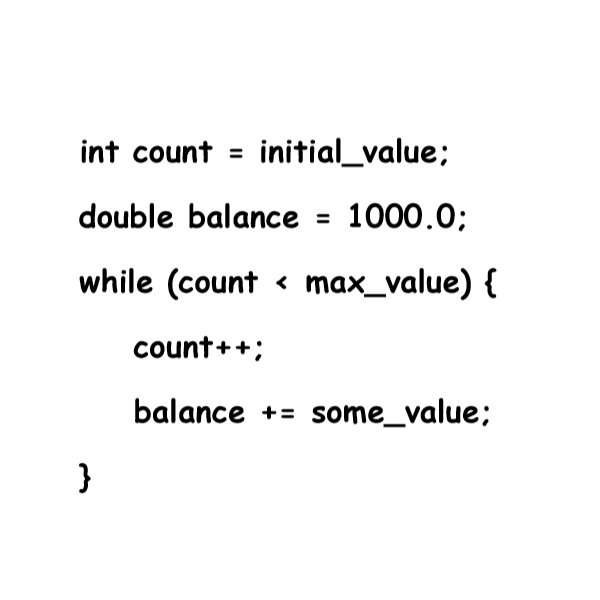 int count = initial_value;
double balance = 1000.0;
while (count < max_value) {
count++;
balance += some_value;
}